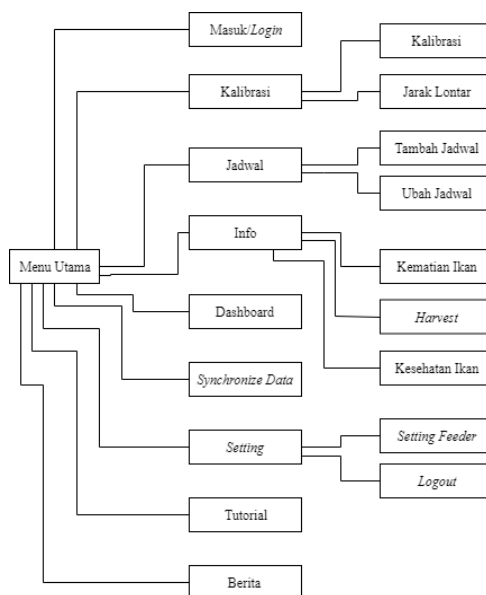 Menu Utama
Masuk/Login
Kalibrasi
Kalibrasi
Jarak Lontar
Jadwal
Tambah Jadwal
Ubah Jadwal
Info
Kematian Ikan
Harvest
Kesehatan Ikan
Dashboard
Synchronize Data
Setting
Setting Feeder
Logout
Tutorial
Berita